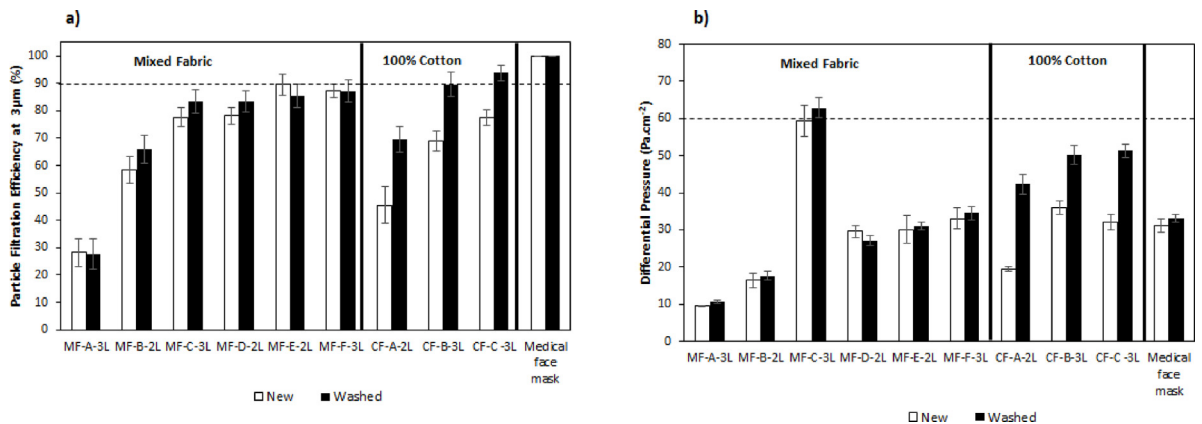 a)
Particle Filtration Efficiency at 3µm (%)
100
90
80
70
60
50
40
30
20
10
0
Mixed Fabric
100% Cotton
MF-A-3L MF-B-2L MF-C-3L MF-D-2L MF-E-2L MF-F-3L CF-A-2L CF-B-3L CF-C -3L Medical
face
mask
New Washed
b)
Differential Pressure (Pa.cm-2)
80
70
60
50
40
30
20
10
0
Mixed Fabric
100% Cotton
MF-A-3L MF-B-2L MF-C-3L MF-D-2L MF-E-2L MF-F-3L CF-A-2L CF-B-3L CF-C -3L Medical
face
mask
New Washed